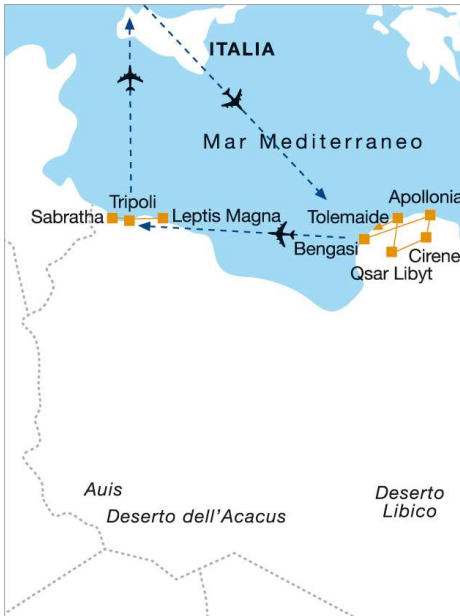 ITALIA
Mar Mediterraneo
Apollonia
Tripoli
Sabratha
Leptis Magna
Tolemaide
Bengasi
Cirene
Qsar Libyt
Auis
Deserto dell'Acacus
Deserto
Libico